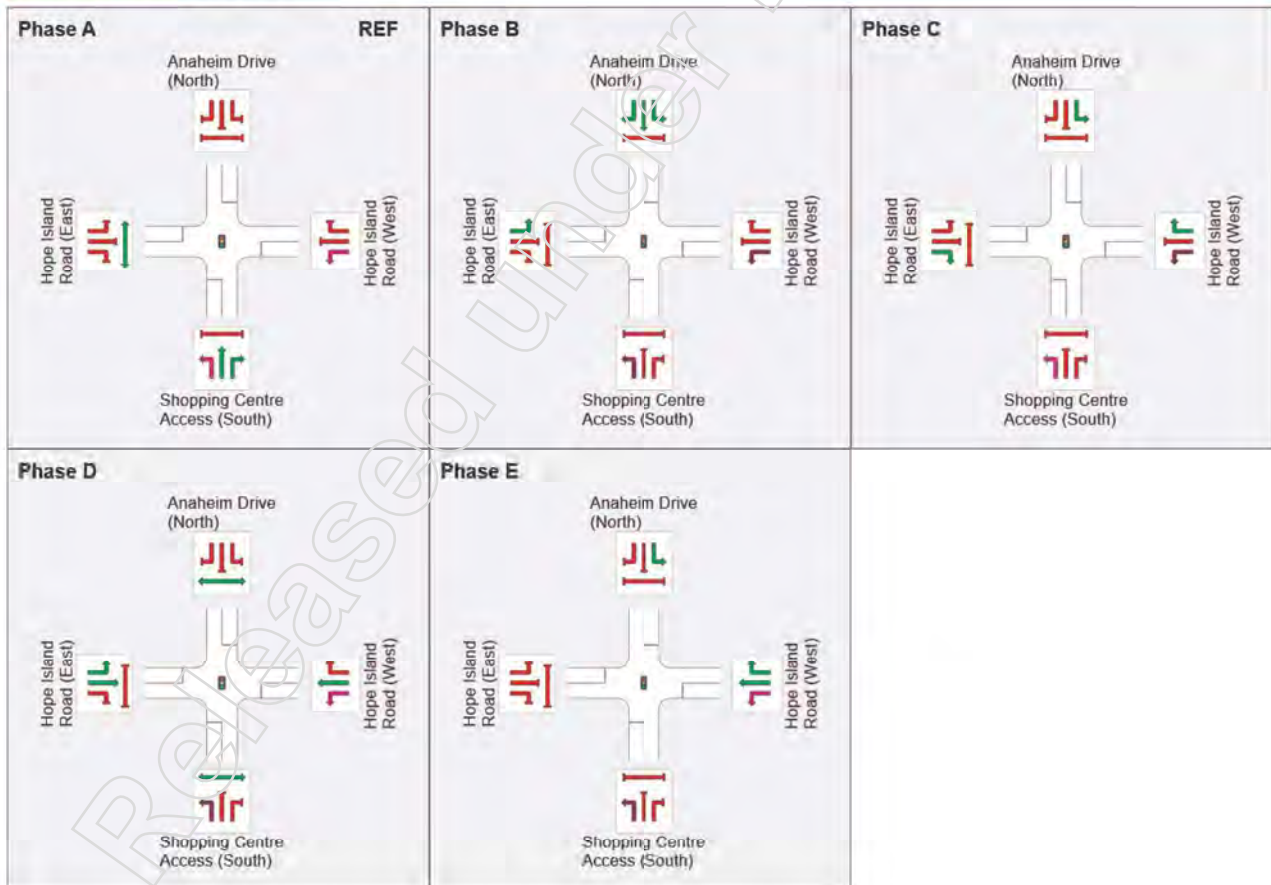 Phase A
REF
Anaheim Drive
(North)
Hope Island
Road (East)
Hope Island
Road (West)
Shopping Centre
Access (South)
Phase B
Anaheim Drive
(North)
Hope Island
Road (East)
Hope Island
Road (West)
Shopping Centre
Access (South)
Phase C
Anaheim Drive
(North)
Hope Island
Road (East)
Hope Island
Road (West)
Shopping Centre
Access (South)
Phase D
Anaheim Drive
(North)
Hope Island
Road (East)
Hope Island
Road (West)
Shopping Centre
Access (South)
Phase E
Anaheim Drive
(North)
Hope Island
Road (East)
Hope Island
Road (West)
Shopping Centre
Access (South)
Released under